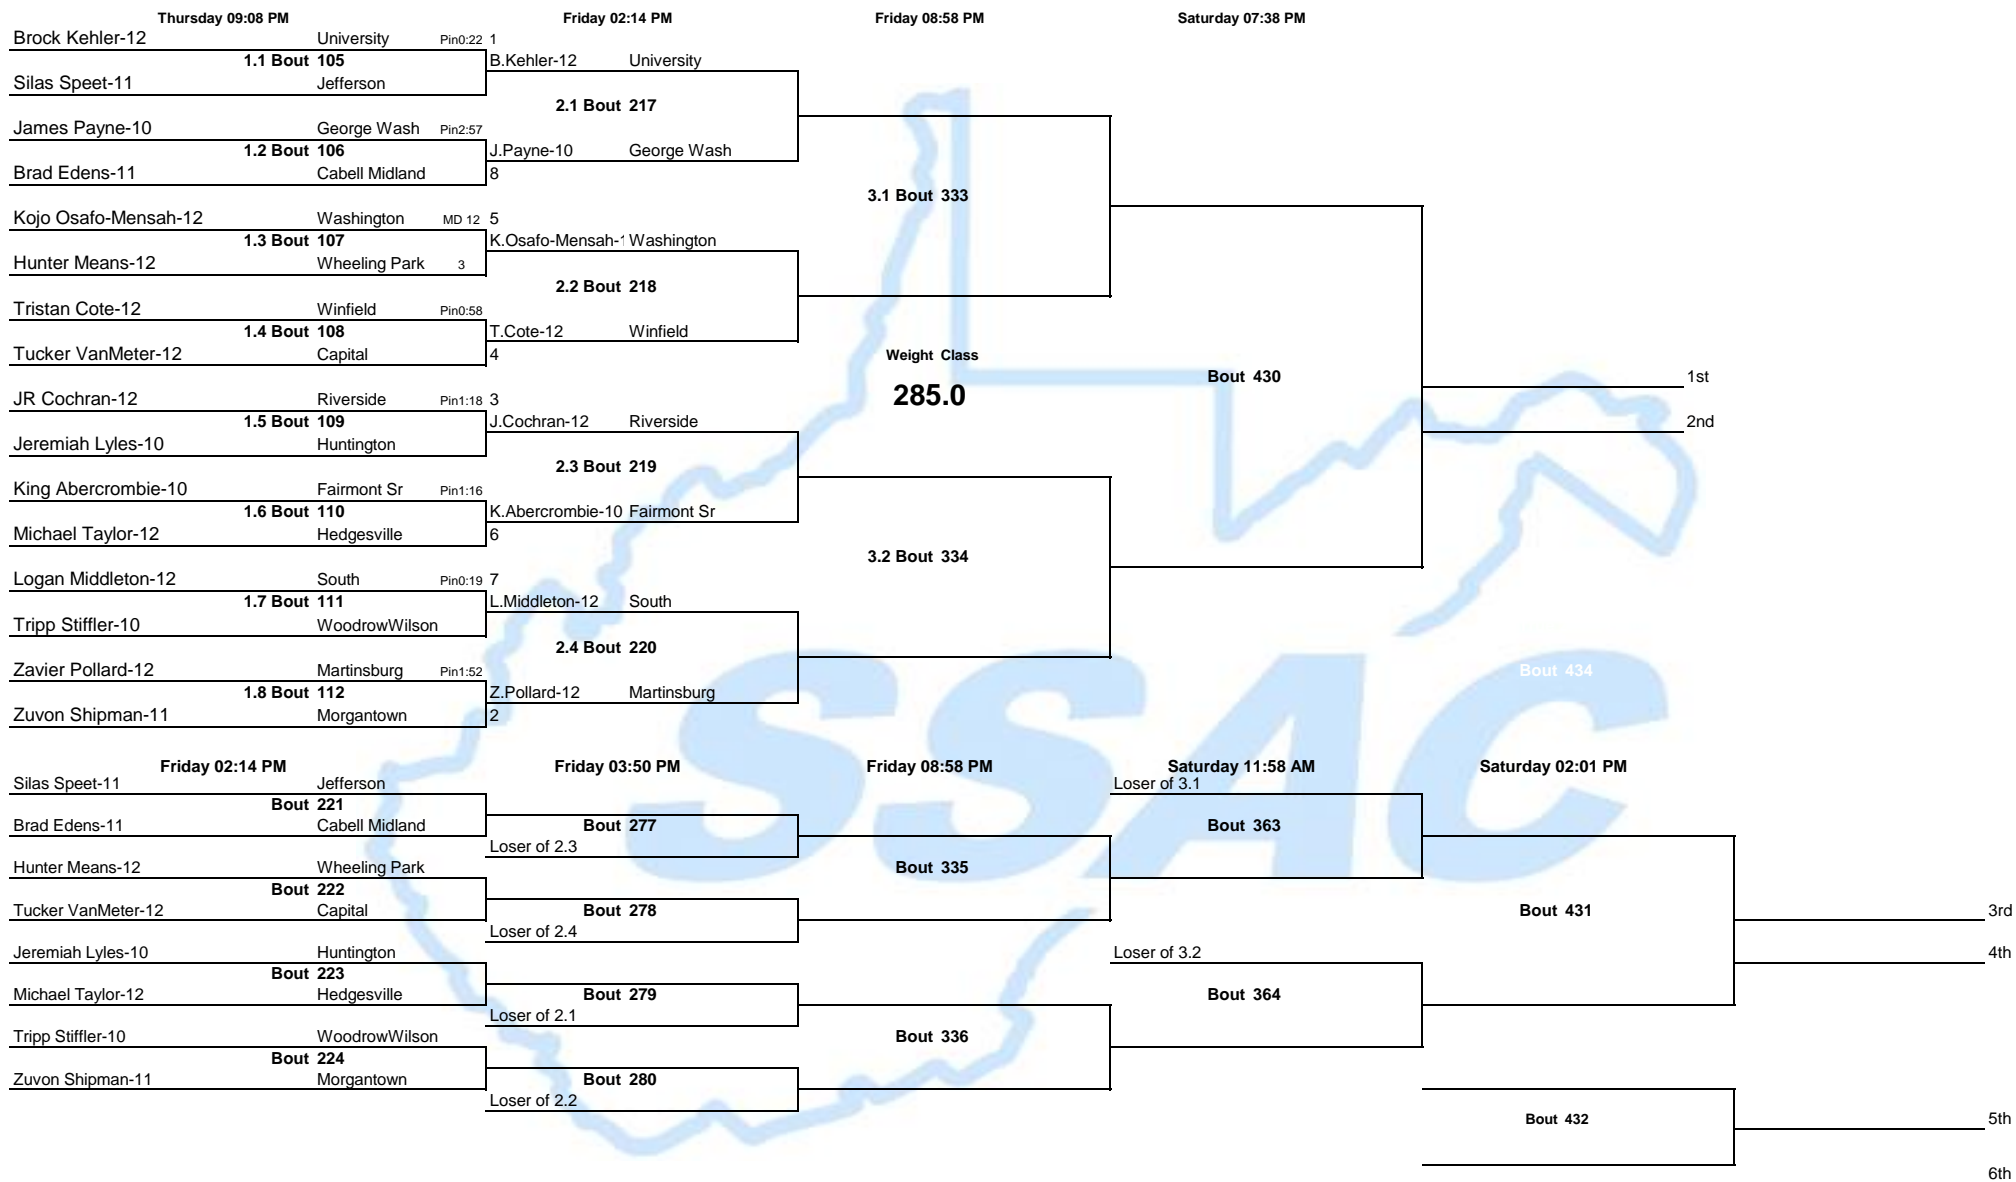 Thursday 09:08 PM Friday 02:14 PM Friday 08:58 PM Saturday 07:38 PM
Brock Kehler-12 University Pin0:22 1
1.1 Bout 105 B.Kehler-12 University
Silas Speet-11 Jefferson
2.1 Bout 217
James Payne-10 George Wash Pin2:57
1.2 Bout 106 J.Payne-10 George Wash
Brad Edens-11 Cabell Midland 8
3.1 Bout 333
Kojo Osafo-Mensah-12 Washington MD 12 5
1.3 Bout 107 K.Osafo-Mensah-1 Washington
Hunter Means-12 Wheeling Park 3
2.2 Bout 218
Tristan Cote-12 Winfield Pin0:58
1.4 Bout 108 T.Cote-12 Winfield
Tucker VanMeter-12 Capital 4
Weight Class
Bout 430 1st
285.0
JR Cochran-12 Riverside Pin1:18 3
1.5 Bout 109 J.Cochran-12 Riverside 2nd
Jeremiah Lyles-10 Huntington
2.3 Bout 219
King Abercrombie-10 Fairmont Sr Pin1:16
1.6 Bout 110 K.Abercrombie-10 Fairmont Sr
Michael Taylor-12 Hedgesville 6
3.2 Bout 334
Logan Middleton-12 South Pin0:19 7
1.7 Bout 111 L.Middleton-12 South
Tripp Stiffler-10 WoodrowWilson
2.4 Bout 220
Zavier Pollard-12 Martinsburg Pin1:52
Bout 434
1.8 Bout 112 Z.Pollard-12 Martinsburg
Zuvon Shipman-11 Morgantown 2
SSAC
Friday 02:14 PM Friday 03:50 PM Friday 08:58 PM Saturday 11:58 AM Saturday 02:01 PM
Silas Speet-11 Jefferson Loser of 3.1
Bout 221
Brad Edens-11 Cabell Midland Bout 277 Bout 363
Loser of 2.3
Hunter Means-12 Wheeling Park Bout 335
Bout 222
Tucker VanMeter-12 Capital Bout 278 Bout 431 3rd
Loser of 2.4
Jeremiah Lyles-10 Huntington Loser of 3.2 4th
Bout 223
Michael Taylor-12 Hedgesville Bout 279 Bout 364
Loser of 2.1
Tripp Stiffler-10 WoodrowWilson Bout 336
Bout 224
Zuvon Shipman-11 Morgantown Bout 280
Loser of 2.2
Bout 432 5th
6th